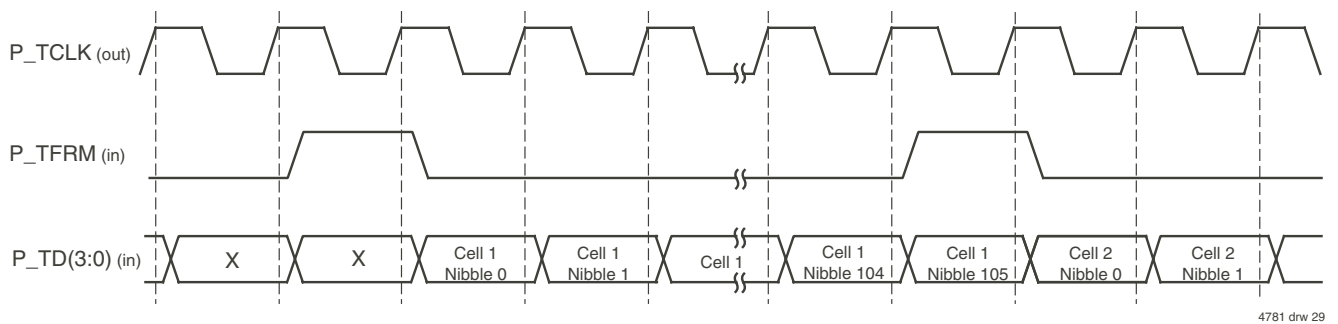 P_TCLK (out)
P_TFRM (in)
P_TD(3:0) (in)
X
X
Cell 1
Nibble 0
Cell 1
Nibble 1
Cell 1
Cell 1
Nibble 104
Cell 1
Nibble 105
Cell 2
Nibble 0
Cell 2
Nibble 1
4781 drw 29